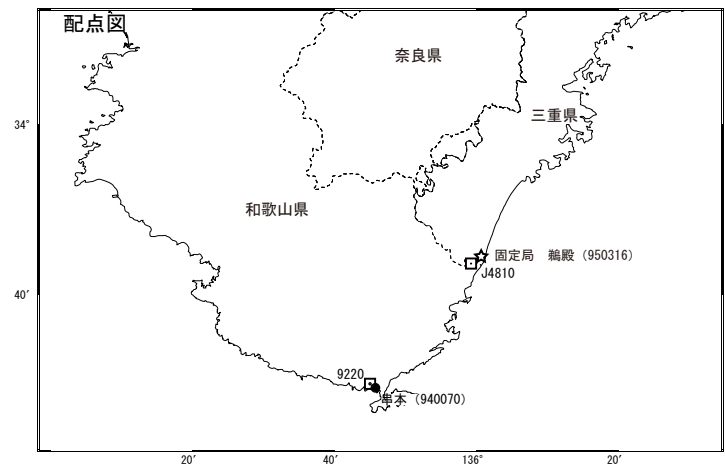 配点図
奈良県
34°
三重県
和歌山県
固定局　鵜殿（950316）
J4810
40′
9220
串本（940070）
20′
40′
136°
20′